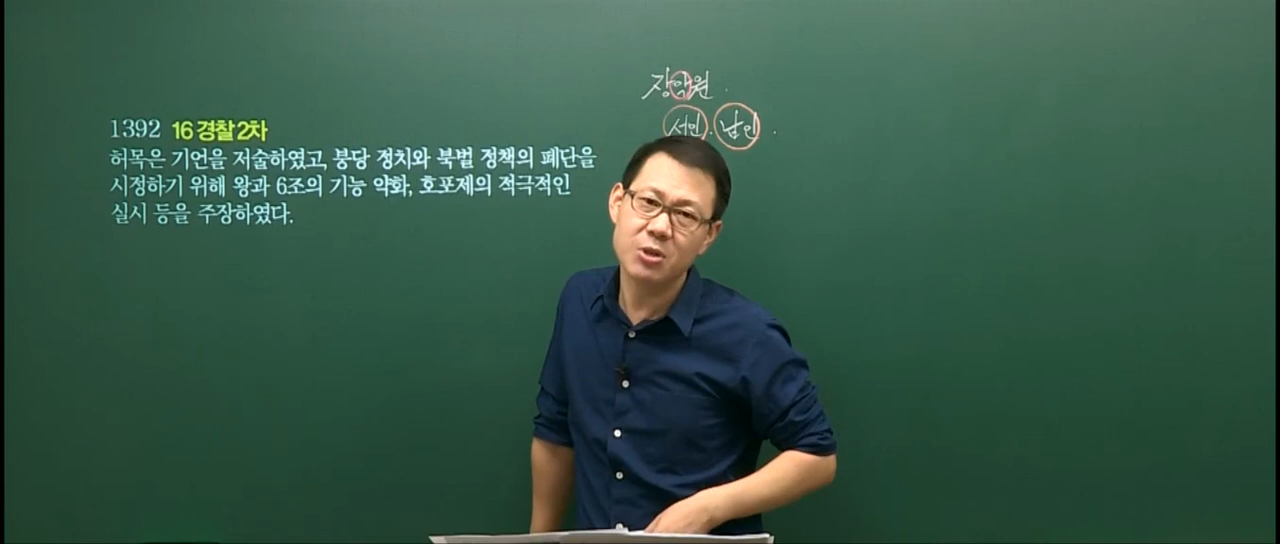 장악원
서인. 남인.
1392 16 경찰 2차
허목은 기언을 저술하였고, 붕당 정치와 북벌 정책의 폐단을
시정하기 위해 왕과 6조의 기능 약화, 호포제의 적극적인
실시 등을 주장하였다.